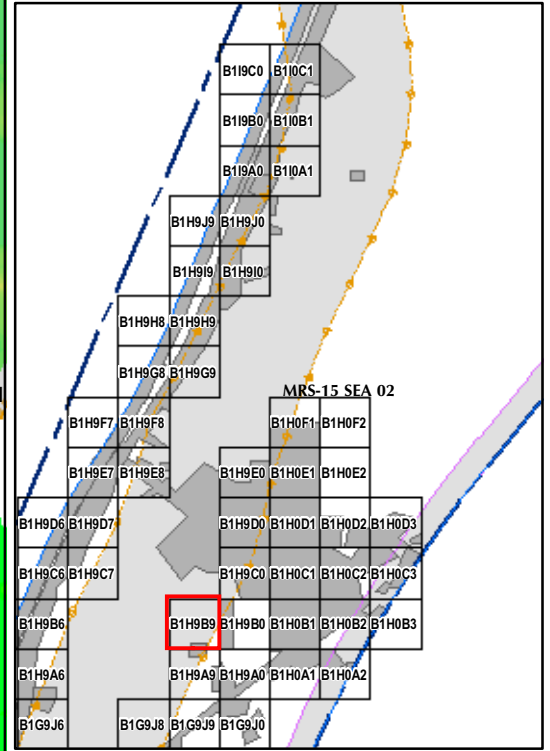 B1I9C0 B1I0C1
B1I9B0 B1I0B1
B1I9A0 B1I0A1
B1H9J9 B1H9J0
B1H9I9 B1H9I0
B1H9H8 B1H9H9
B1H9G8 B1H9G9
MRS-15 SEA 02
B1H9F7 B1H9F8 B1H0F1 B1H0F2
B1H9E7 B1H9E8 B1H9E0 B1H0E1 B1H0E2
B1H9D6 B1H9D7 B1H9D0 B1H0D1 B1H0D2 B1H0D3
B1H9C6 B1H9C7 B1H9C0 B1H0C1 B1H0C2 B1H0C3
B1H9B6 B1H9B9 B1H9B0 B1H0B1 B1H0B2 B1H0B3
B1H9A6 B1H9A9 B1H9A0 B1H0A1 B1H0A2
B1G9J6 B1G9J8 B1G9J9 B1G9J0